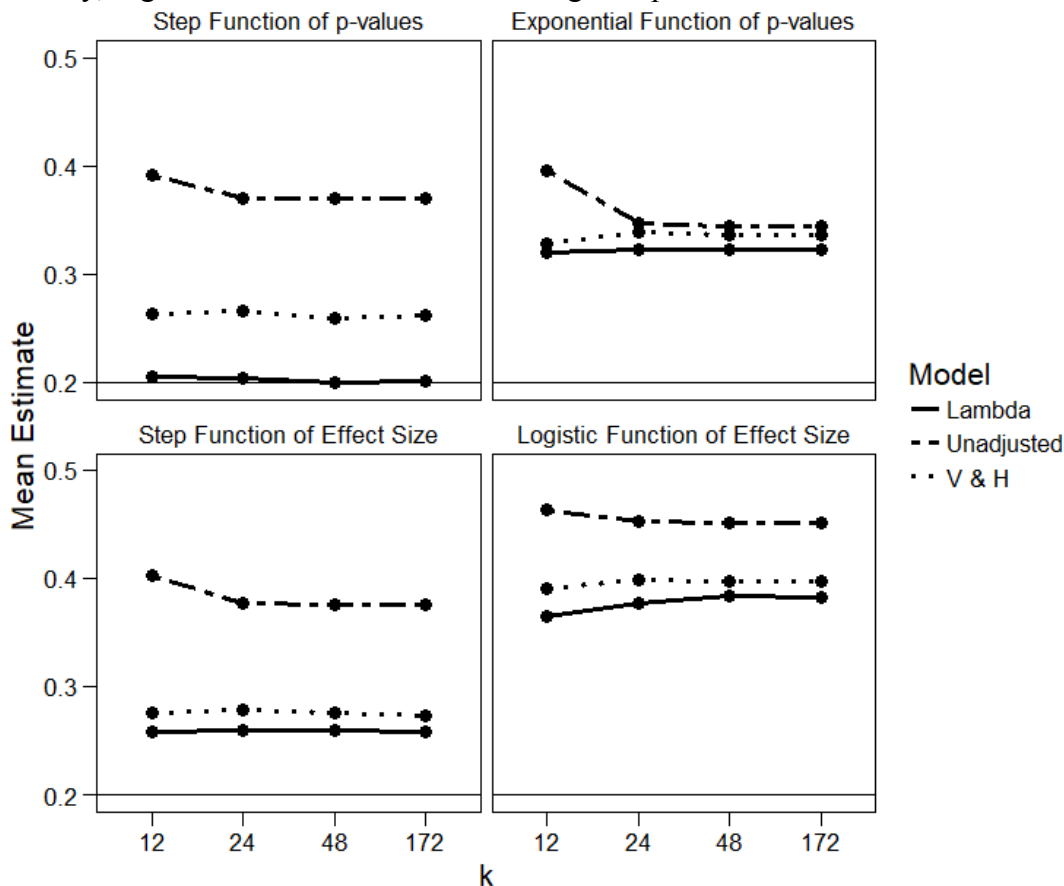 Step Function of p-values
Exponential Function of p-values
0.5
0.4
0.3
0.2
Step Function of Effect Size
Logistic Function of Effect Size
0.5
0.4
0.3
0.2
Mean Estimate
12 24 48 172
12 24 48 172
k
Model
Lambda
Unadjusted
V & H